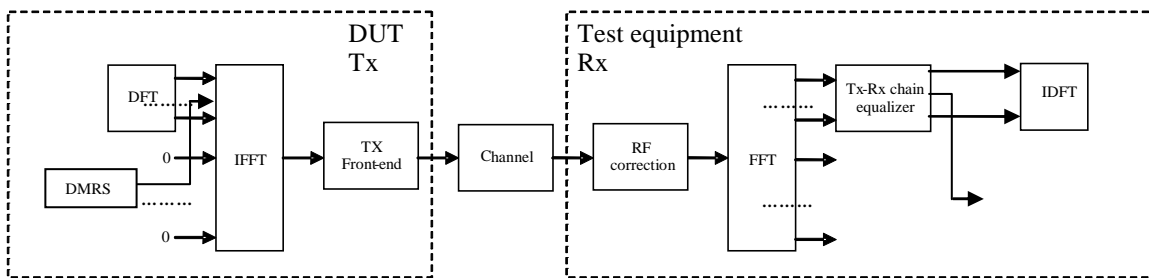 DUT
Tx
Test equipment
Rx
DFT
………
IFFT
0
DMRS
………
0
TX
Front-end
Channel
RF
correction
FFT
………
………
Tx-Rx chain
equalizer
IDFT